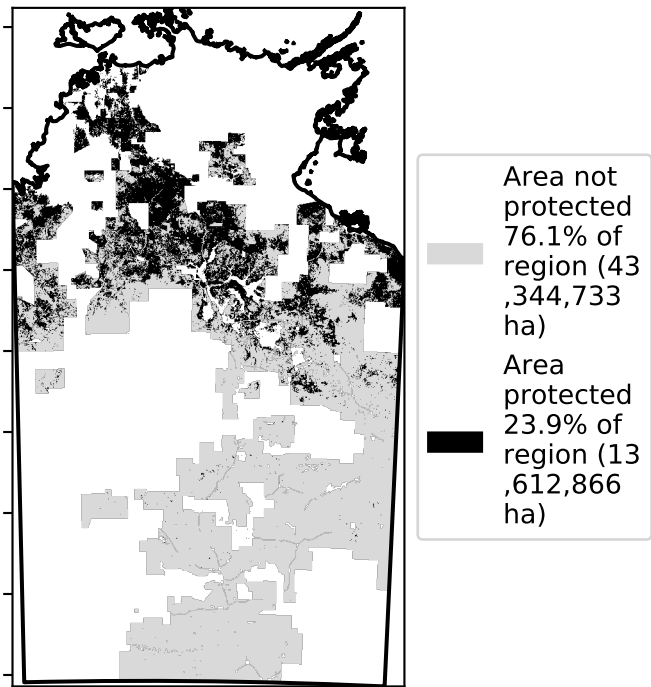 Area not
protected
76.1% of
region (43
,344,733
ha)
Area
protected
23.9% of
region (13
,612,866
ha)